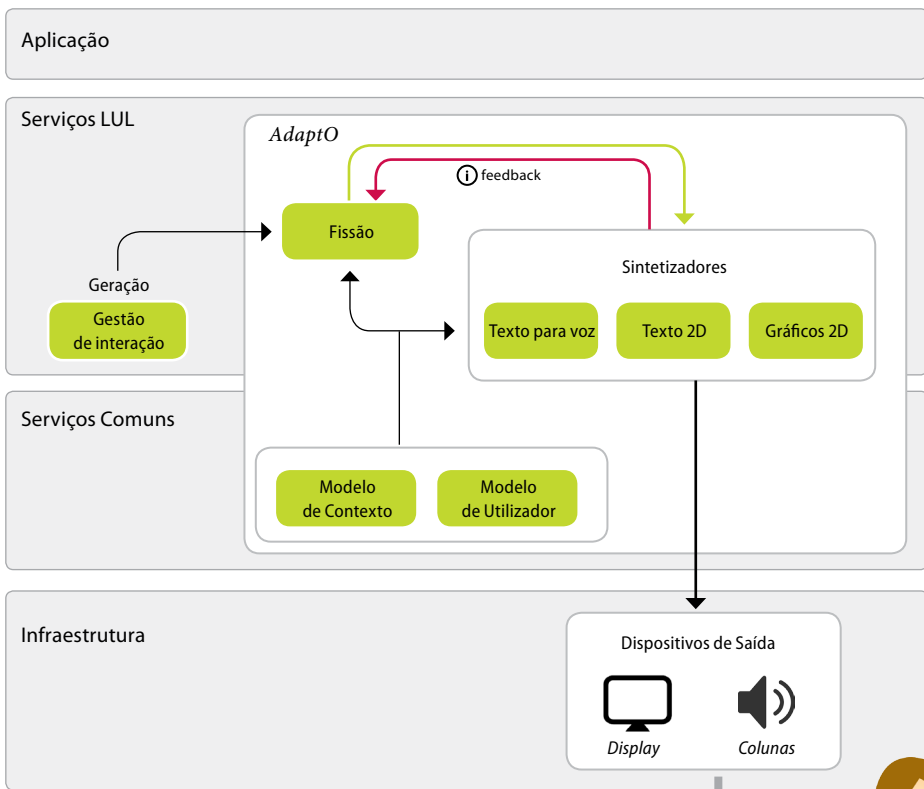 Aplicação
Serviços LUL
AdaptO
feedback
Fissão
Sintetizadores
Geração
Gestão
de interação
Texto para voz
Texto 2D
Gráficos 2D
Serviços Comuns
Modelo
de Contexto
Modelo
de Utilizador
Infraestrutura
Dispositivos de Saída
Display
Colunas